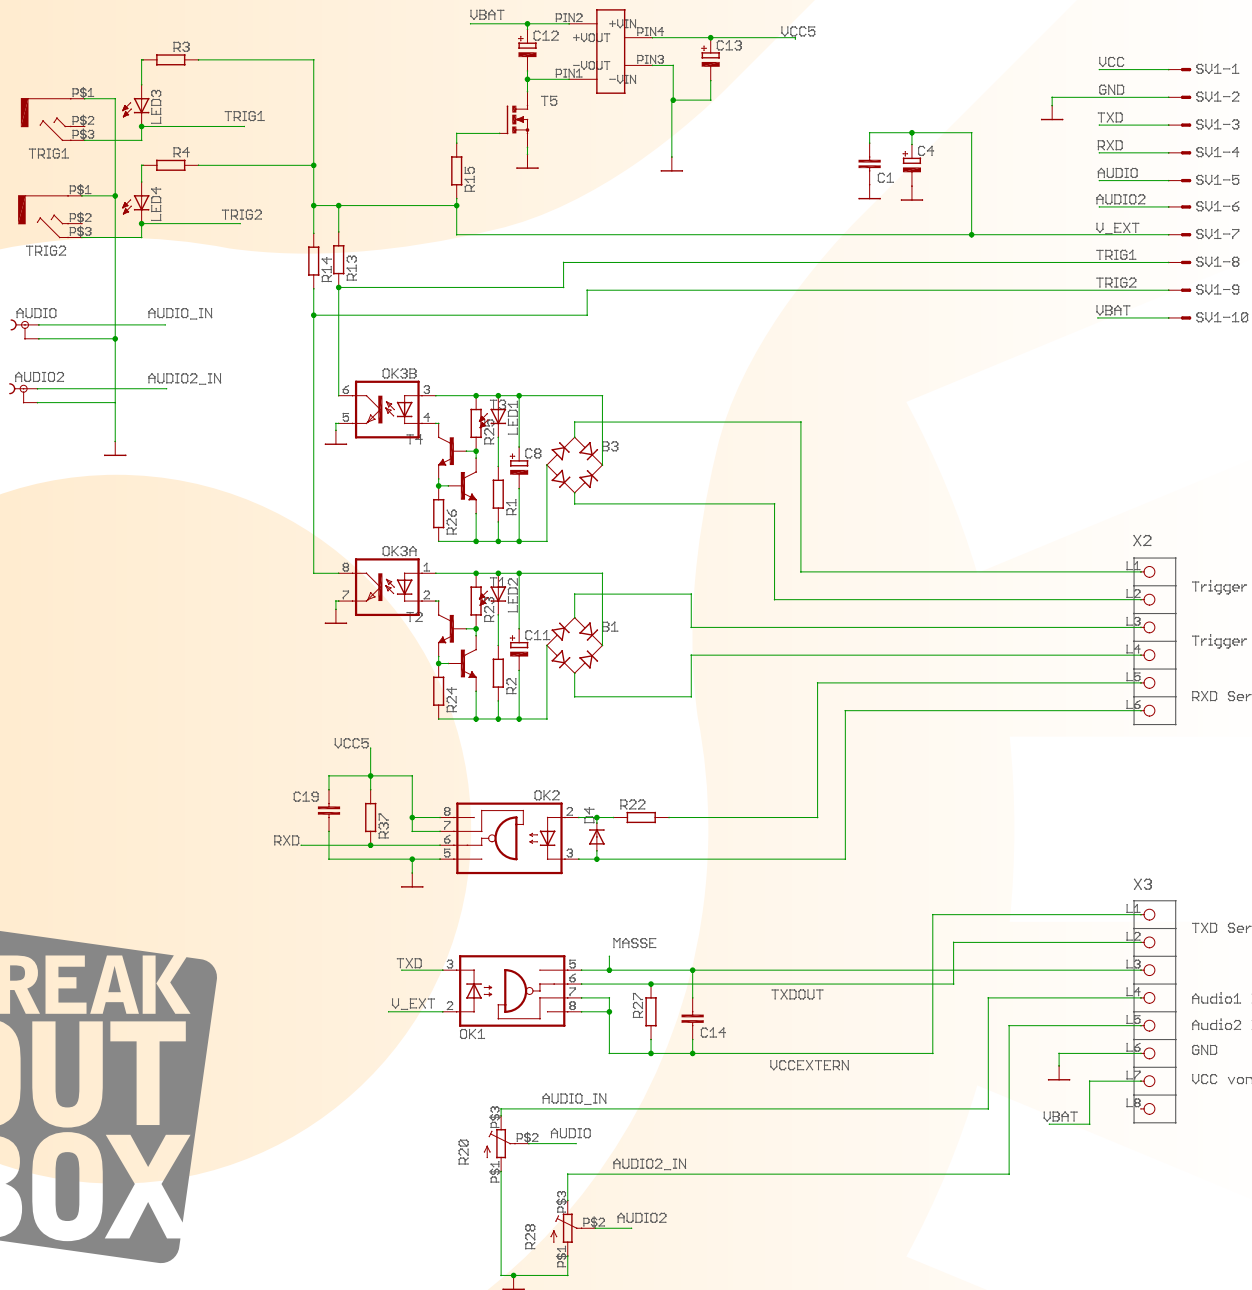 VBAT
PIN2
+VIN
C12
+VOUT
PIN4
VCC5
C13
-VOUT
PIN3
PIN1
-VIN
T5
R15
R3
P$1
LED3
P$2
P$3
TRIG1
TRIG1
R4
P$1
LED4
P$2
P$3
TRIG2
TRIG2
R14
R13
C1
C4
VCC
SV1-1
GND
SV1-2
TXD
SV1-3
RXD
SV1-4
AUDIO
SV1-5
AUDIO2
SV1-6
V_EXT
SV1-7
TRIG1
SV1-8
TRIG2
SV1-9
VBAT
SV1-10
AUDIO
AUDIO_IN
AUDIO2
AUDIO2_IN
OK3B
6
3
5
4
T4
LED1
C8
R1
R26
B3
OK3A
8
1
7
2
T2
LED2
C11
R2
R24
B1
X2
L1
L2
Trigger
L3
L4
Trigger
L5
L6
RXD Ser
VCC5
C19
R37
RXD
OK2
8
7
6
5
2
3
R22
X3
L1
TXD Ser
L2
L3
L4
Audio1
L5
Audio2
L6
GND
L7
VCC von
L8
VBAT
MASSE
TXD
3
V_EXT
2
OK1
5
6
7
8
R27
TXDOUT
C14
VCCEXTERN
AUDIO_IN
P$3
R20
P$2
AUDIO
P$1
AUDIO2_IN
P$3
R28
P$2
AUDIO2
P$1
REAK
OUT
BOX